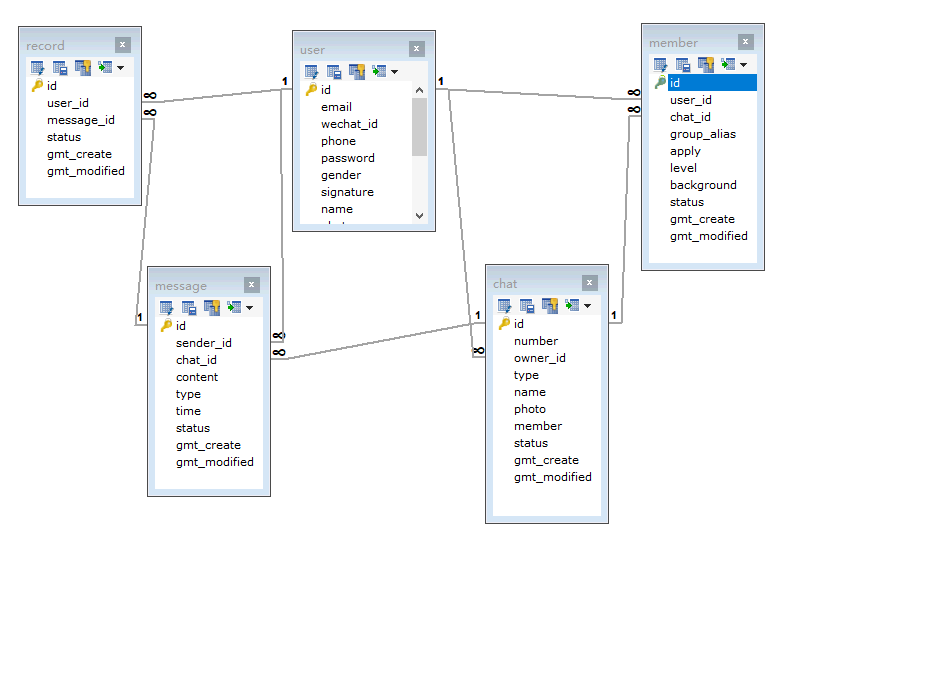 record
id
user_id
message_id
status
gmt_create
gmt_modified
user
id
email
wechat_id
phone
password
gender
signature
name
member
id
user_id
chat_id
group_alias
apply
level
background
status
gmt_create
gmt_modified
message
id
sender_id
chat_id
content
type
time
status
gmt_create
gmt_modified
chat
id
number
owner_id
type
name
photo
member
status
gmt_create
gmt_modified
1
∞
∞
1
1
∞
∞
∞
∞
1
∞
1